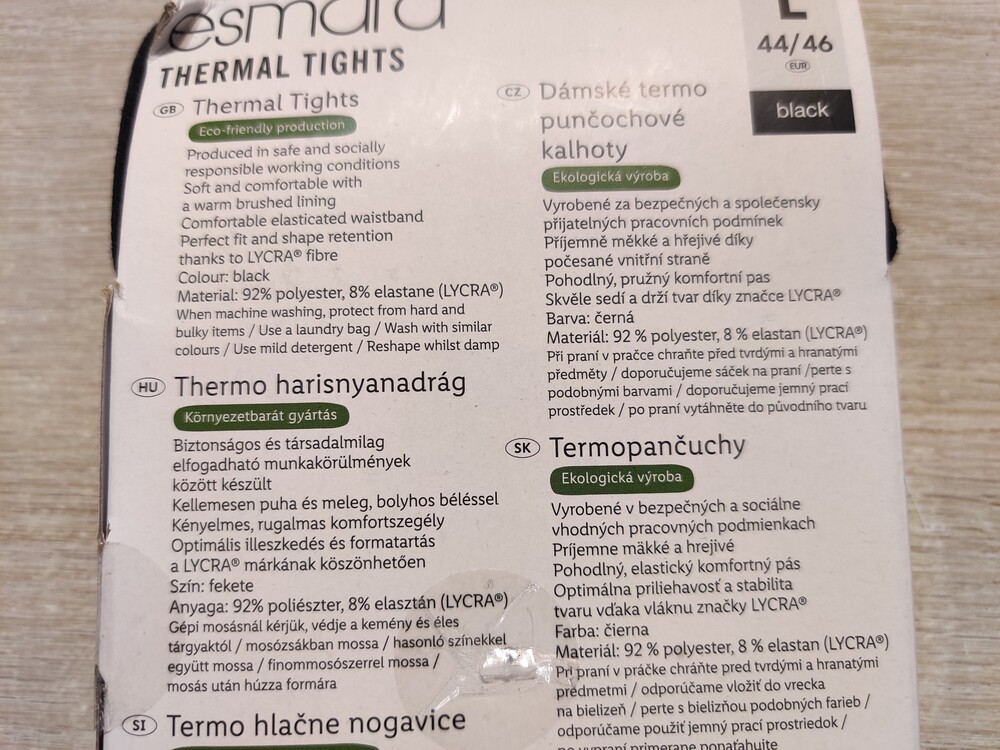 esmara
THERMAL TIGHTS
L
44/46
EUR
black
GB Thermal Tights
Eco-friendly production
Produced in safe and socially
responsible working conditions
Soft and comfortable with
a warm brushed lining
Comfortable elasticated waistband
Perfect fit and shape retention
thanks to LYCRA® fibre
Colour: black
Material: 92% polyester, 8% elastane (LYCRA®)
When machine washing, protect from hard and
bulky items / Use a laundry bag / Wash with similar
colours / Use mild detergent / Reshape whilst damp
HU Thermo harisnyanadrág
Környezetbarát gyártás
Biztonságos és társadalmilag
elfogadható munkakörülmények
között készült
Kellemesen puha és meleg, bolyhos béléssel
Kényelmes, rugalmas komfortszegély
Optimális illeszkedés és formatartás
a LYCRA® márkának köszönhetően
Szín: fekete
Anyaga: 92% poliészter, 8% elasztán (LYCRA®)
Gépi mosásnál kérjük, védje a kemény és éles
tárgyaktól / mosózsákban mossa / hasonló színekkel
együtt mossa / finommosószerrel mossa /
mosás után húzza formára
SI Termo hlačne nogavice
CZ Dámské termo
punčochové
kalhoty
Ekologická výroba
Vyrobené za bezpečných a společensky
přijatelných pracovních podmínek
Příjemně měkké a hřejivé díky
počesané vnitřní straně
Pohodlný, pružný komfortní pas
Skvěle sedí a drží tvar díky značce LYCRA®
Barva: černá
Materiál: 92 % polyester, 8 % elastan (LYCRA®)
Při praní v pračce chraňte před tvrdými a hranatými
předměty / doporučujeme sáček na praní /perte s
podobnými barvami / doporučujeme jemný prací
prostředek / po praní vytáhněte do původního tvaru
SK Termopančuchy
Ekologická výroba
Vyrobené v bezpečných a sociálne
vhodných pracovných podmienkach
Príjemne mäkké a hrejivé
Pohodlný, elastický komfortný pás
Optimálna priliehavosť a stabilita
tvaru vďaka vláknu značky LYCRA®
Farba: čierna
Materiál: 92 % polyester, 8 % elastan (LYCRA®)
Pri praní v práčke chráňte pred tvrdými a hranatými
predmetmi / odporúčame vložiť do vrecka
na bielizeň / perte s bielizňou podobných farieb /
odporúčame použiť jemný prací prostriedok /
po vypraní primerane ponaťahujte